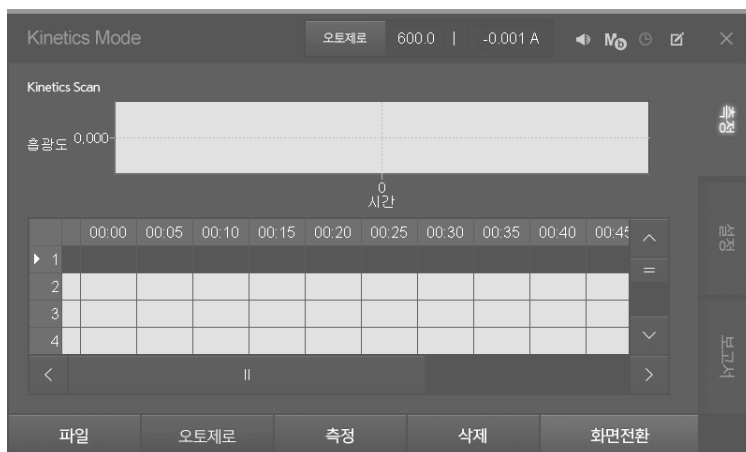 Kinetics Mode 오토제로 600.0 | -0.001 A Mb
Kinetics Scan
흡광도 0.000
0
시간
00:00 00:05 00:10 00:15 00:20 00:25 00:30 00:35 00:40 00:45
1
2
3
4
파일 오토제로 측정 삭제 화면전환
측정
설정
보고서